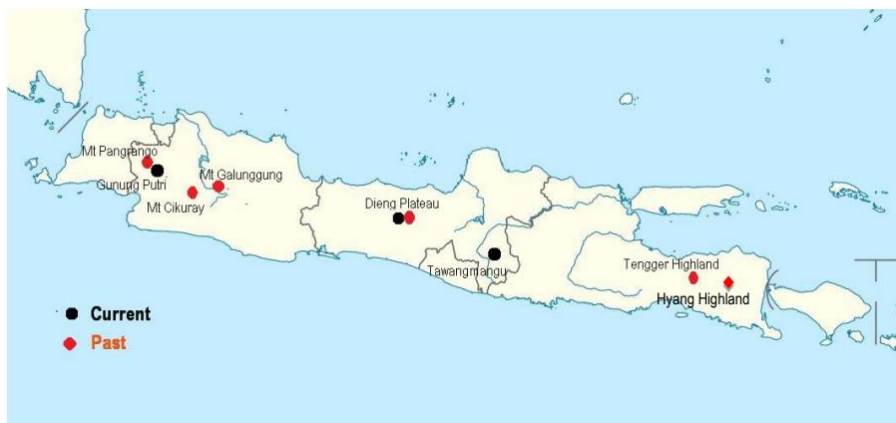 Mt Pangrango
Mt Galunggung
Gunung Putri
Mt Cikuray
Dieng Plateau
Tawangmangu
Tengger Highland
Hyang Highland
Current
Past